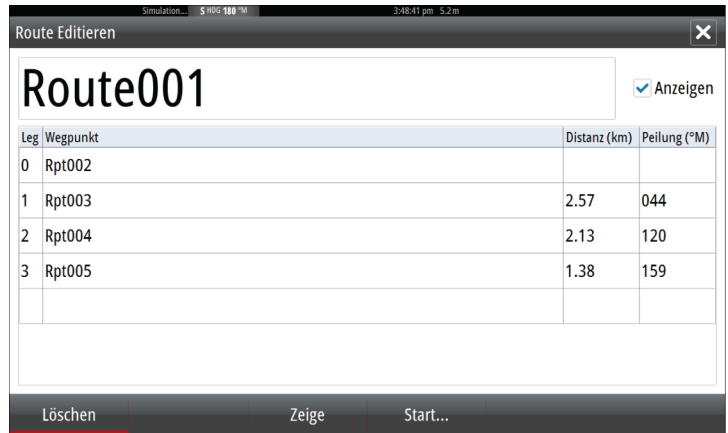 Simulation... S HDG 180 °M 3:48:41 pm 5.2 m
Route Editieren
Route001
Anzeigen
Leg Wegpunkt Distanz (km) Peilung (°M)
0 Rpt002
1 Rpt003 2.57 044
2 Rpt004 2.13 120
3 Rpt005 1.38 159
Löschen Zeige Start...